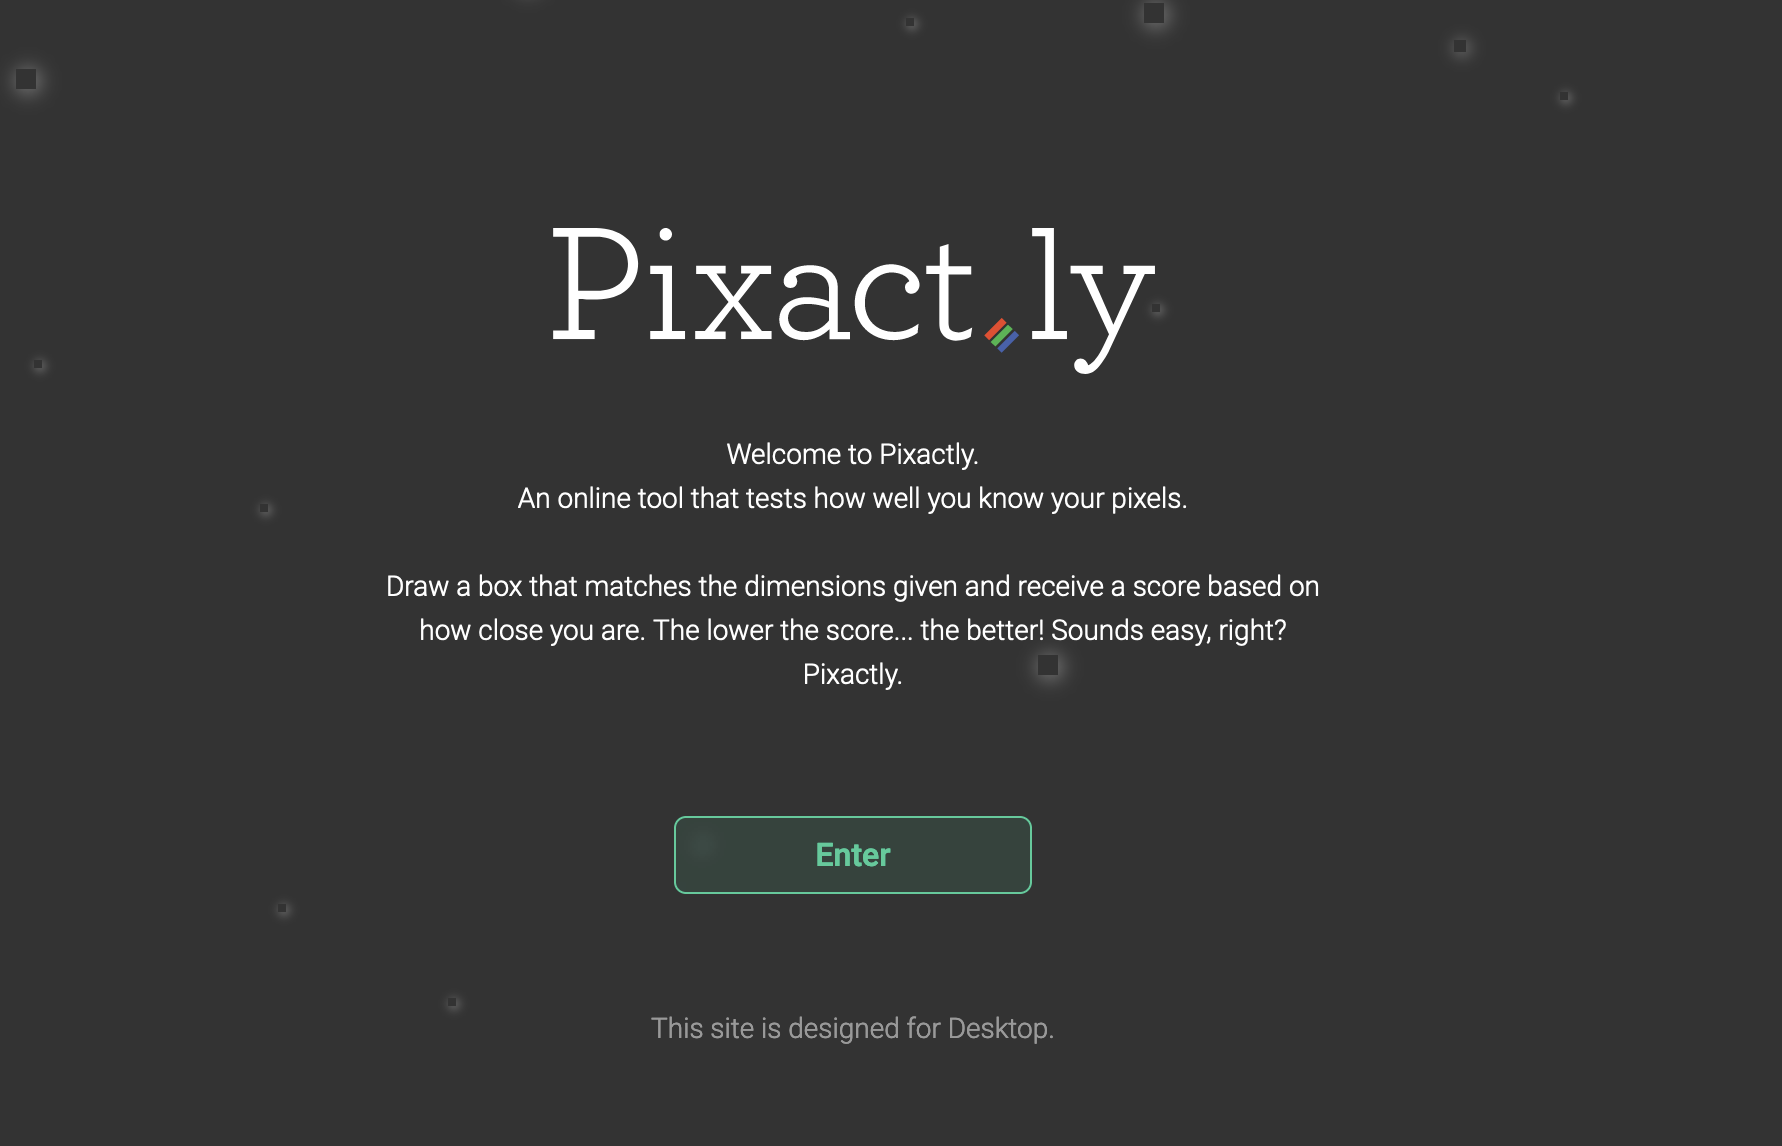 Pixact.ly
Welcome to Pixactly.
An online tool that tests how well you know your pixels.
Draw a box that matches the dimensions given and receive a score based on
how close you are. The lower the score... the better! Sounds easy, right?
Pixactly.
Enter
This site is designed for Desktop.